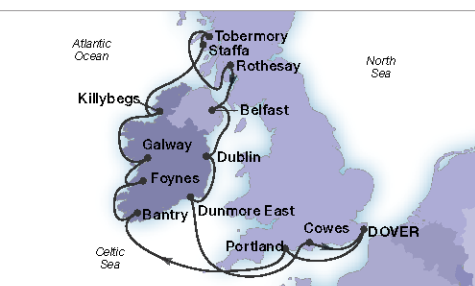 Tobermory
Atlantic
Ocean
Staffa
North
Sea
Rothesay
Killybegs
Belfast
Galway
Dublin
Foynes
Bantry
Dunmore East
Cowes
DOVER
Portland
Celtic
Sea